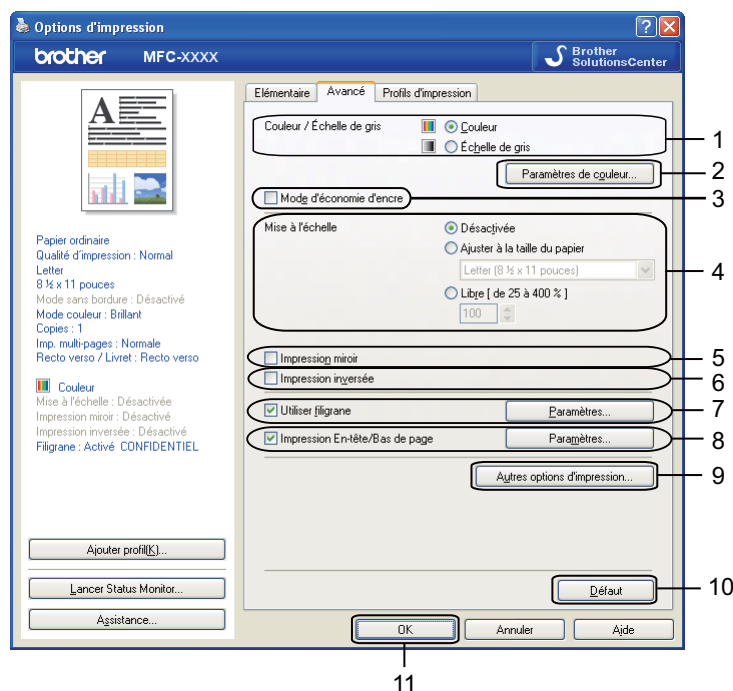 Options d'impression
brother MFC-XXXX
Brother
SolutionsCenter
Elémentaire Avancé Profils d'impression
A
Couleur / Échelle de gris
Couleur
Échelle de gris
1
Paramètres de couleur...
2
Mode d'économie d'encre
3
Mise à l'échelle
Désactivée
Ajuster à la taille du papier
Letter (8 ½ x 11 pouces)
Libre [ de 25 à 400 % ]
100
4
Impression miroir
5
Impression inversée
6
Utiliser filigrane Paramètres...
7
Impression En-tête/Bas de page Paramètres...
8
Autres options d'impression...
9
Défaut
10
Papier ordinaire
Qualité d'impression : Normal
Letter
8 ½ x 11 pouces
Mode sans bordure : Désactivé
Mode couleur : Brillant
Copies : 1
Imp. multi-pages : Normale
Recto verso / Livret : Recto verso
Couleur
Mise à l'échelle : Désactivée
Impression miroir : Désactivé
Impression inversée : Désactivé
Filigrane : Activé CONFIDENTIEL
Ajouter profil(K)...
Lancer Status Monitor...
Assistance...
OK Annuler Aide
11